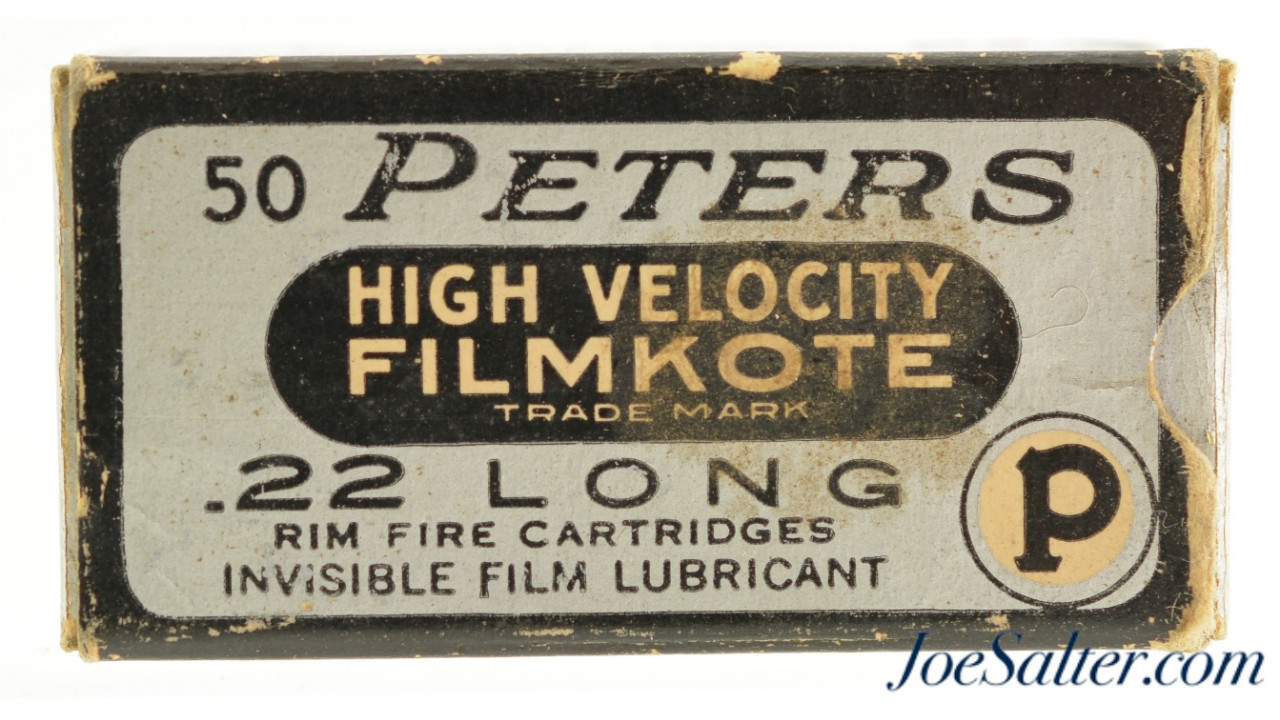 50 PETERS
HIGH VELOCITY
FILMKOTE
TRADE MARK
.22 LONG
RIM FIRE CARTRIDGES
INVISIBLE FILM LUBRICANT
P
JoeSalter.com